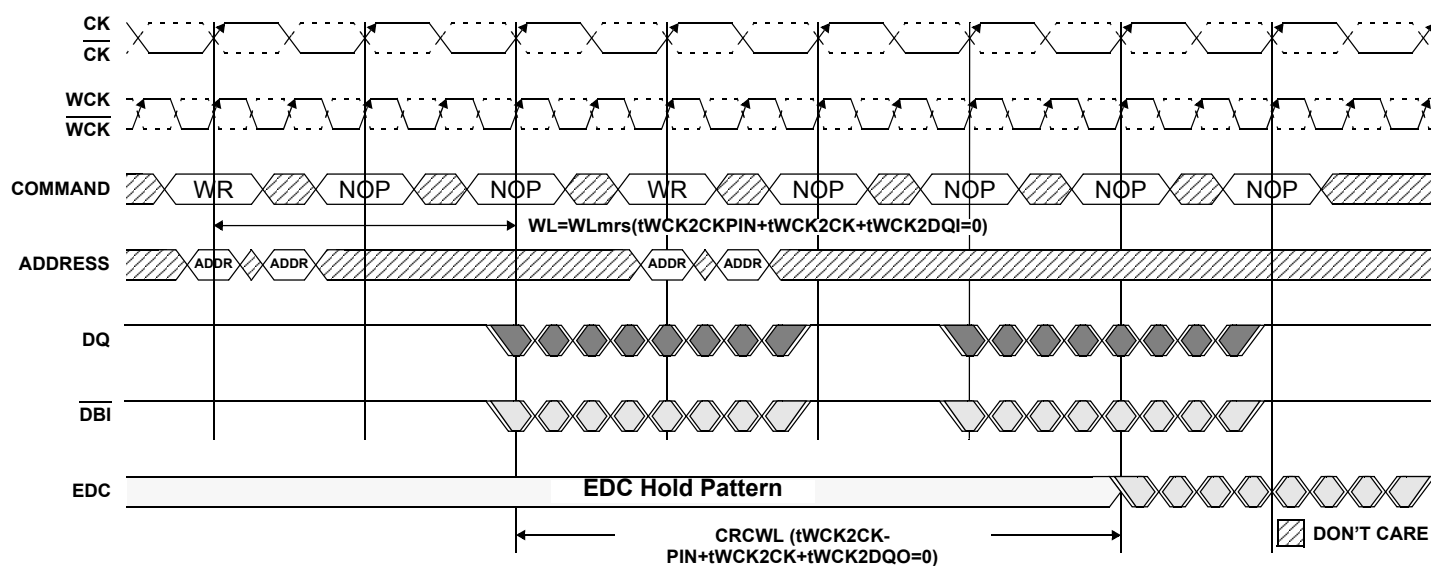 CK
CK
WCK
WCK
COMMAND WR NOP NOP WR NOP NOP NOP NOP
WL=WLmrs(tWCK2CKPIN+tWCK2CK+tWCK2DQI=0)
ADDRESS ADDR ADDR ADDR ADDR
DQ
DBI
EDC EDC Hold Pattern
CRCWL (tWCK2CK-
PIN+tWCK2CK+tWCK2DQO=0)
DON'T CARE